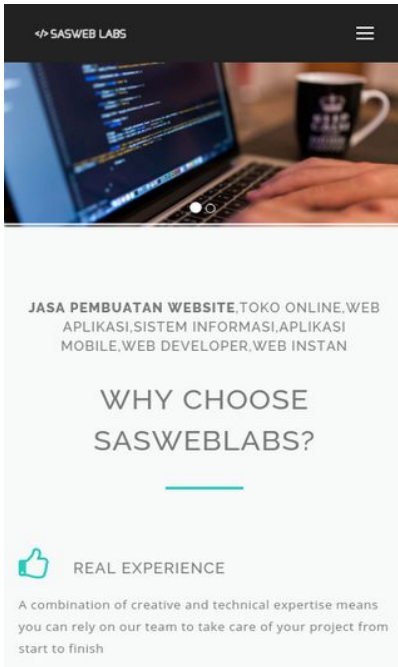 </> SASWEB LABS
JASA PEMBUATAN WEBSITE,TOKO ONLINE,WEB
APLIKASI,SISTEM INFORMASI,APLIKASI
MOBILE,WEB DEVELOPER,WEB INSTAN
WHY CHOOSE
SASWEBLABS?
REAL EXPERIENCE
A combination of creative and technical expertise means
you can rely on our team to take care of your project from
start to finish